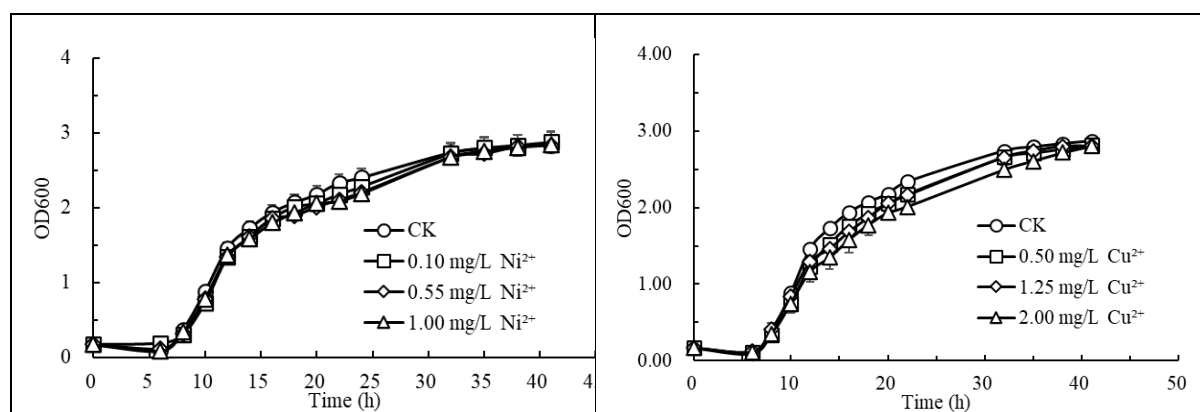 4
3
2
1
0
OD600
0 5 10 15 20 25 30 35 40 4
Time (h)
CK
0.10 mg/L Ni²⁺
0.55 mg/L Ni²⁺
1.00 mg/L Ni²⁺
4.00
3.00
2.00
1.00
0.00
OD600
0 10 20 30 40 50
Time (h)
CK
0.50 mg/L Cu²⁺
1.25 mg/L Cu²⁺
2.00 mg/L Cu²⁺